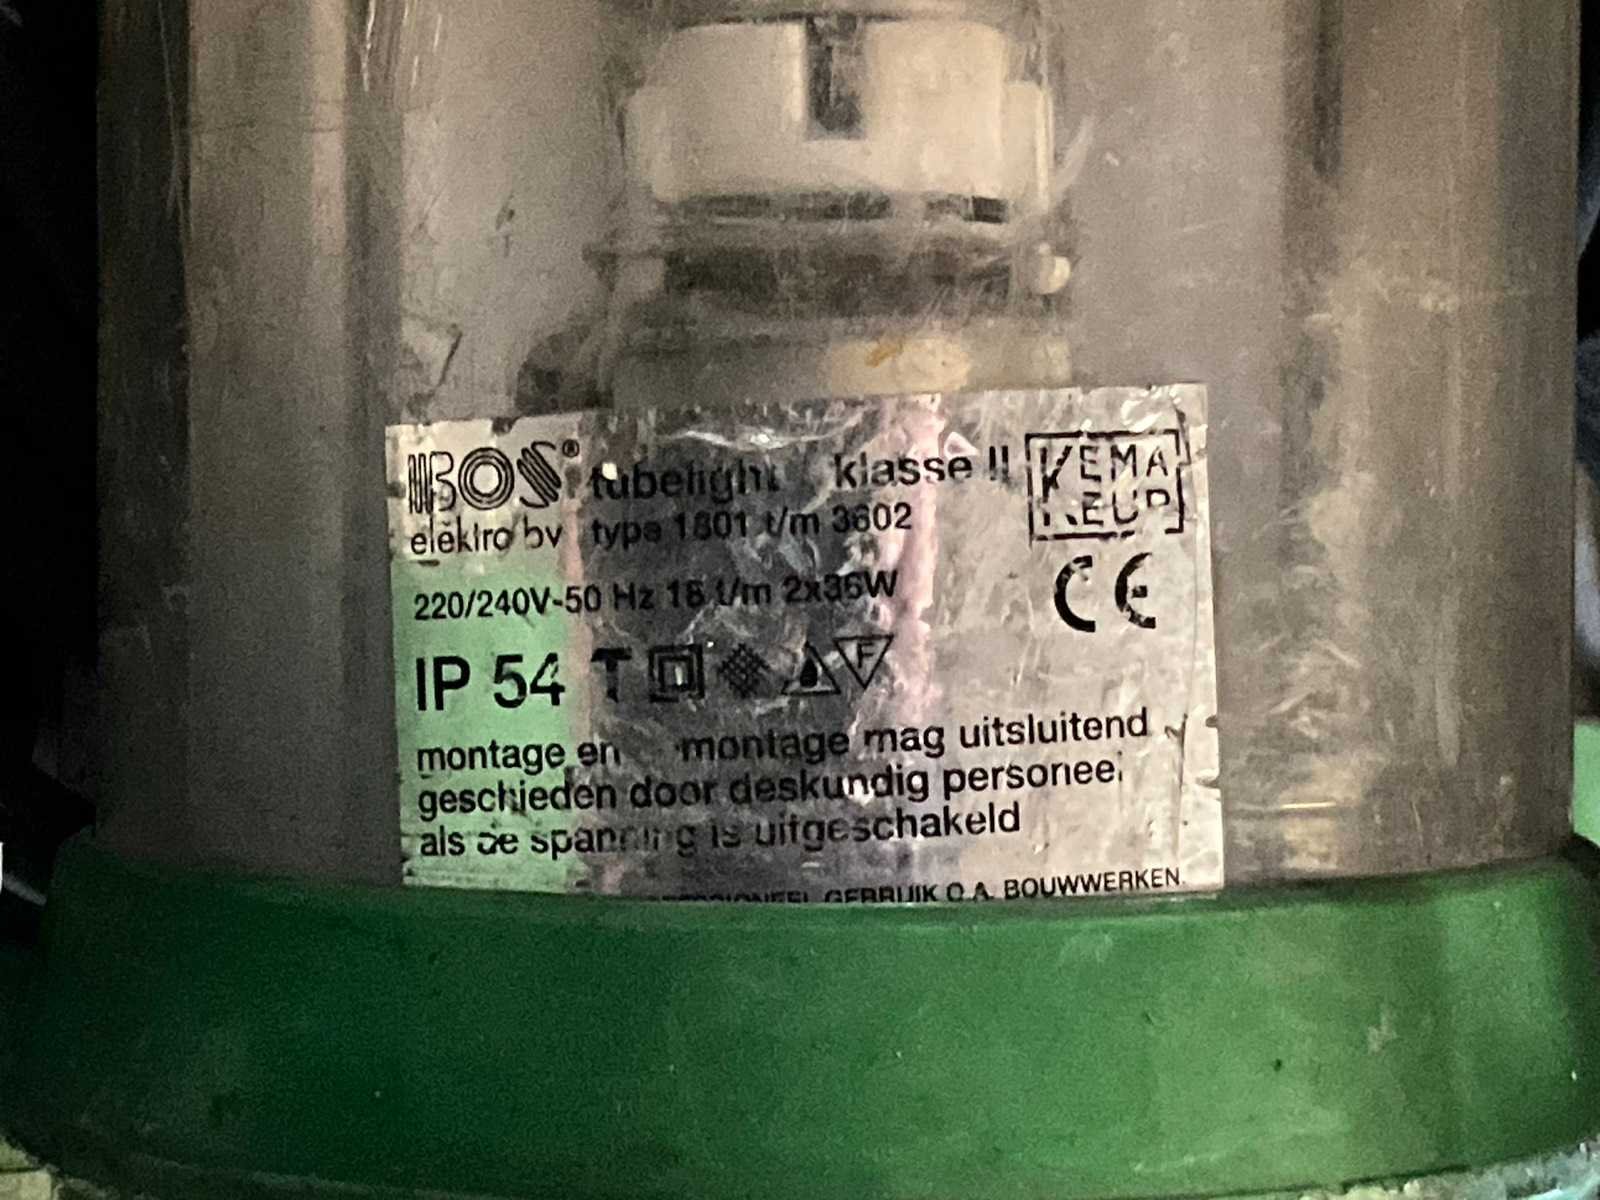 BOS® tubelight klasse II
KEMA
KEUR
elektro bv type 1801 t/m 3602
220/240V-50 Hz 18 t/m 2x36W
CE
IP 54
F
montage en montage mag uitsluitend
geschieden door deskundig personeel
als de spanning is uitgeschakeld
GEBRUIK O.A. BOUWWERKEN.